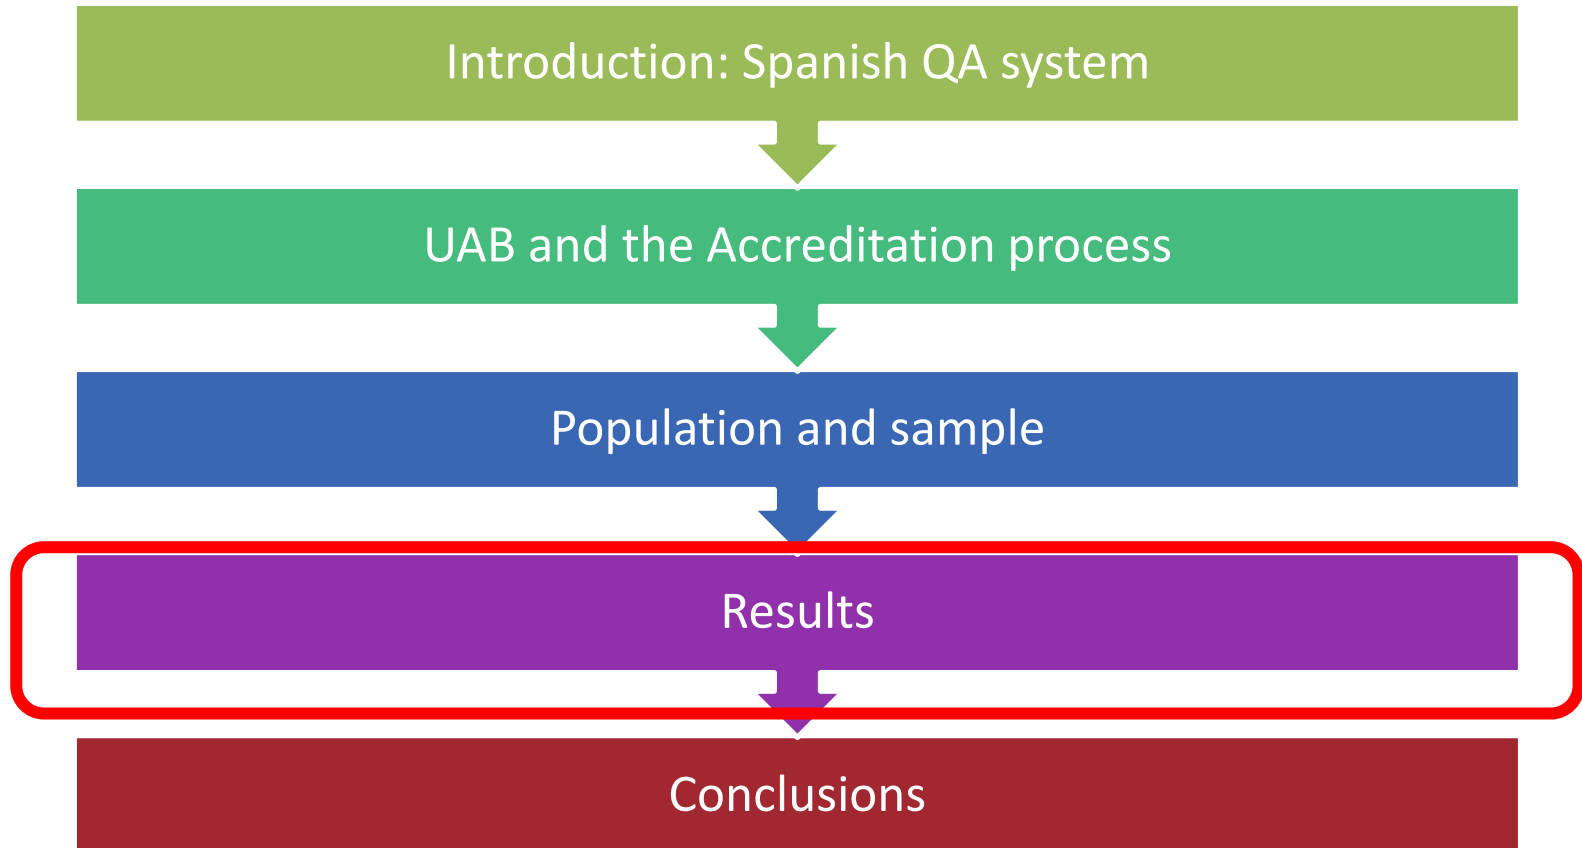 Introduction: Spanish QA system
UAB and the Accreditation process
Population and sample
Results
Conclusions